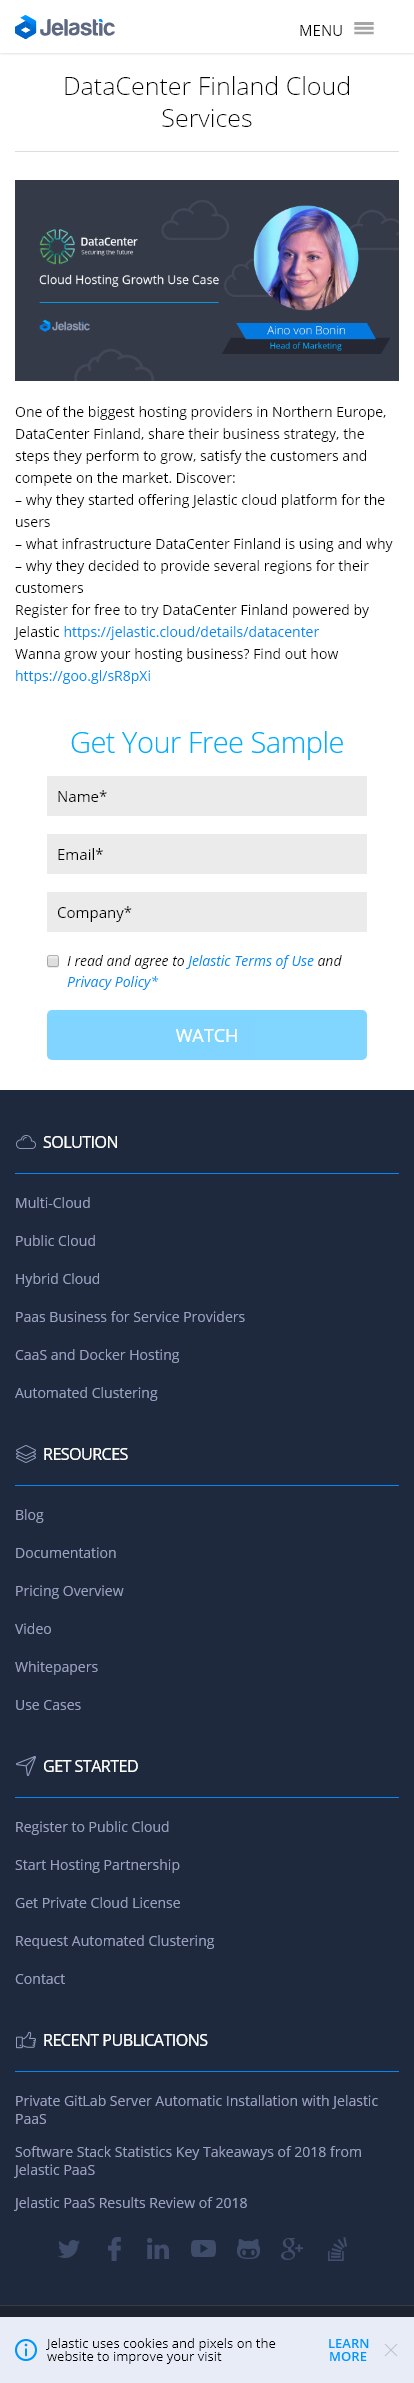 Jelastic
MENU
DataCenter Finland Cloud
Services
DataCenter
Securing the future
Cloud Hosting Growth Use Case
Jelastic
Aino von Bonin
Head of Marketing
One of the biggest hosting providers in Northern Europe,
DataCenter Finland, share their business strategy, the
steps they perform to grow, satisfy the customers and
compete on the market. Discover:
– why they started offering Jelastic cloud platform for the
users
– what infrastructure DataCenter Finland is using and why
– why they decided to provide several regions for their
customers
Register for free to try DataCenter Finland powered by
Jelastic https://jelastic.cloud/details/datacenter
Wanna grow your hosting business? Find out how
https://goo.gl/sR8pXi
Get Your Free Sample
Name*
Email*
Company*
I read and agree to Jelastic Terms of Use and
Privacy Policy*
WATCH
SOLUTION
Multi-Cloud
Public Cloud
Hybrid Cloud
Paas Business for Service Providers
CaaS and Docker Hosting
Automated Clustering
RESOURCES
Blog
Documentation
Pricing Overview
Video
Whitepapers
Use Cases
GET STARTED
Register to Public Cloud
Start Hosting Partnership
Get Private Cloud License
Request Automated Clustering
Contact
RECENT PUBLICATIONS
Private GitLab Server Automatic Installation with Jelastic
PaaS
Software Stack Statistics Key Takeaways of 2018 from
Jelastic PaaS
Jelastic PaaS Results Review of 2018
Jelastic uses cookies and pixels on the
website to improve your visit
LEARN
MORE